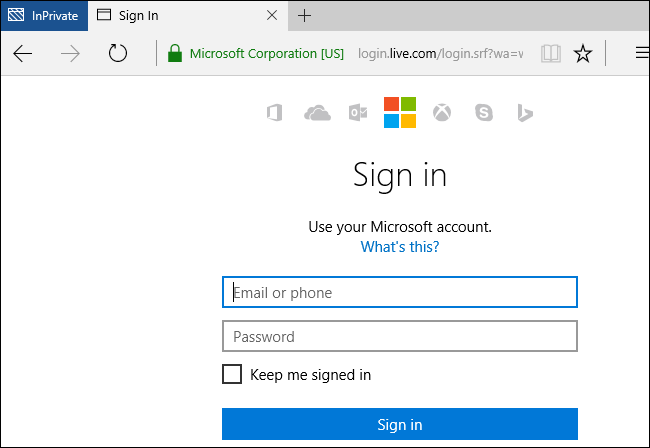 InPrivate
Sign In
Microsoft Corporation [US]
login.live.com/login.srf?wa=w
Sign in
Use your Microsoft account.
What's this?
Email or phone
Password
Keep me signed in
Sign in